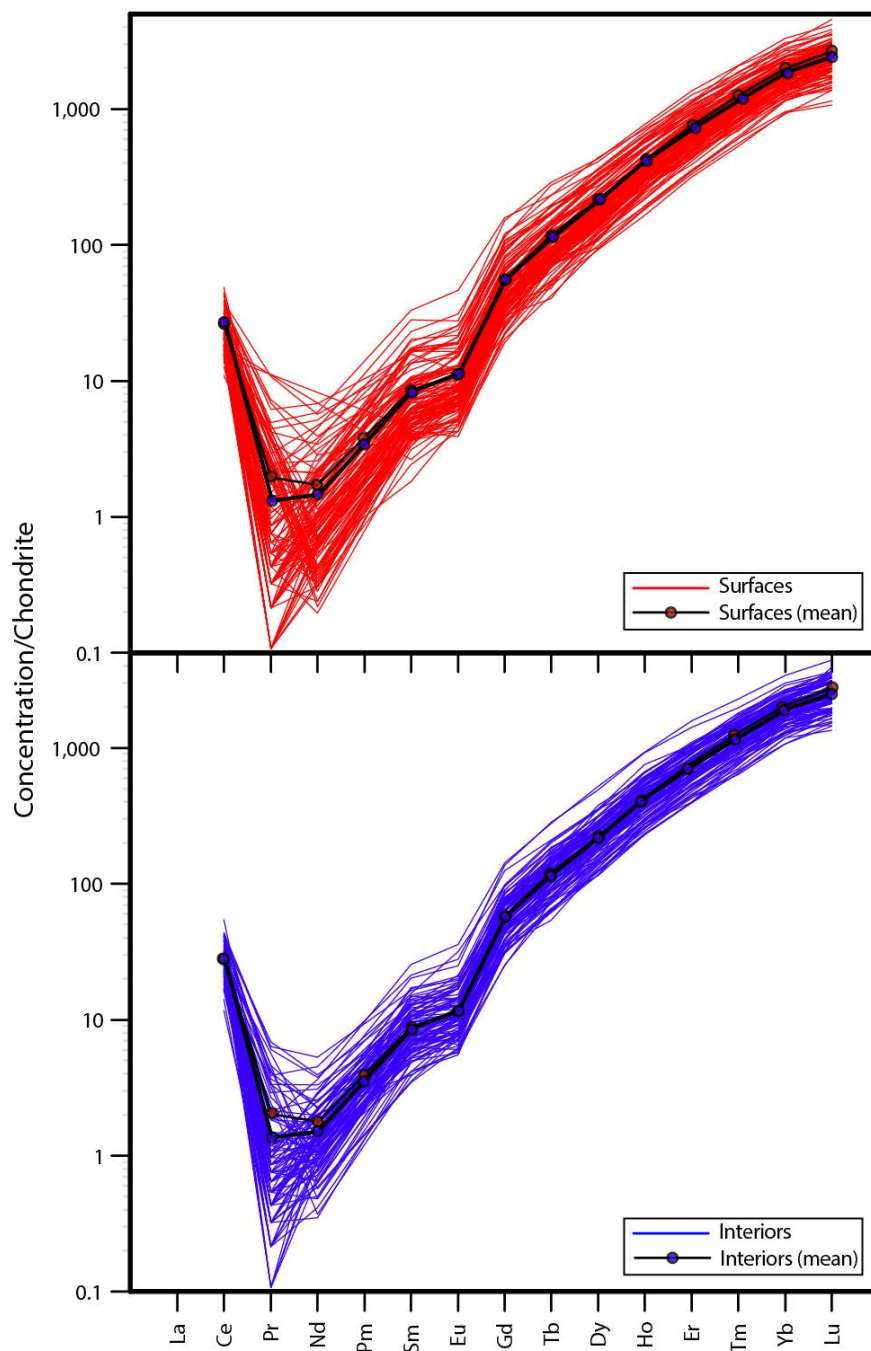 Concentration/Chondrite
1,000
100
10
1
0.1
Surfaces
Surfaces (mean)
1,000
100
10
1
0.1
Interiors
Interiors (mean)
La
Ce
Pr
Nd
Pm
Sm
Eu
Gd
Tb
Dy
Ho
Er
Tm
Yb
Lu